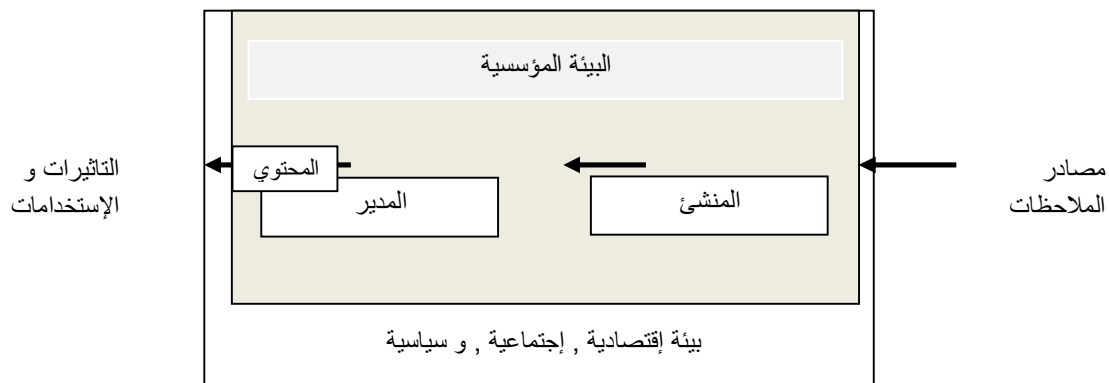 البيئة المؤسسية
مصادر
الملاحظات
المنشئ
المدير
المحتوي
التاثيرات و
الإستخدامات
بيئة إقتصادية , إجتماعية , و سياسية